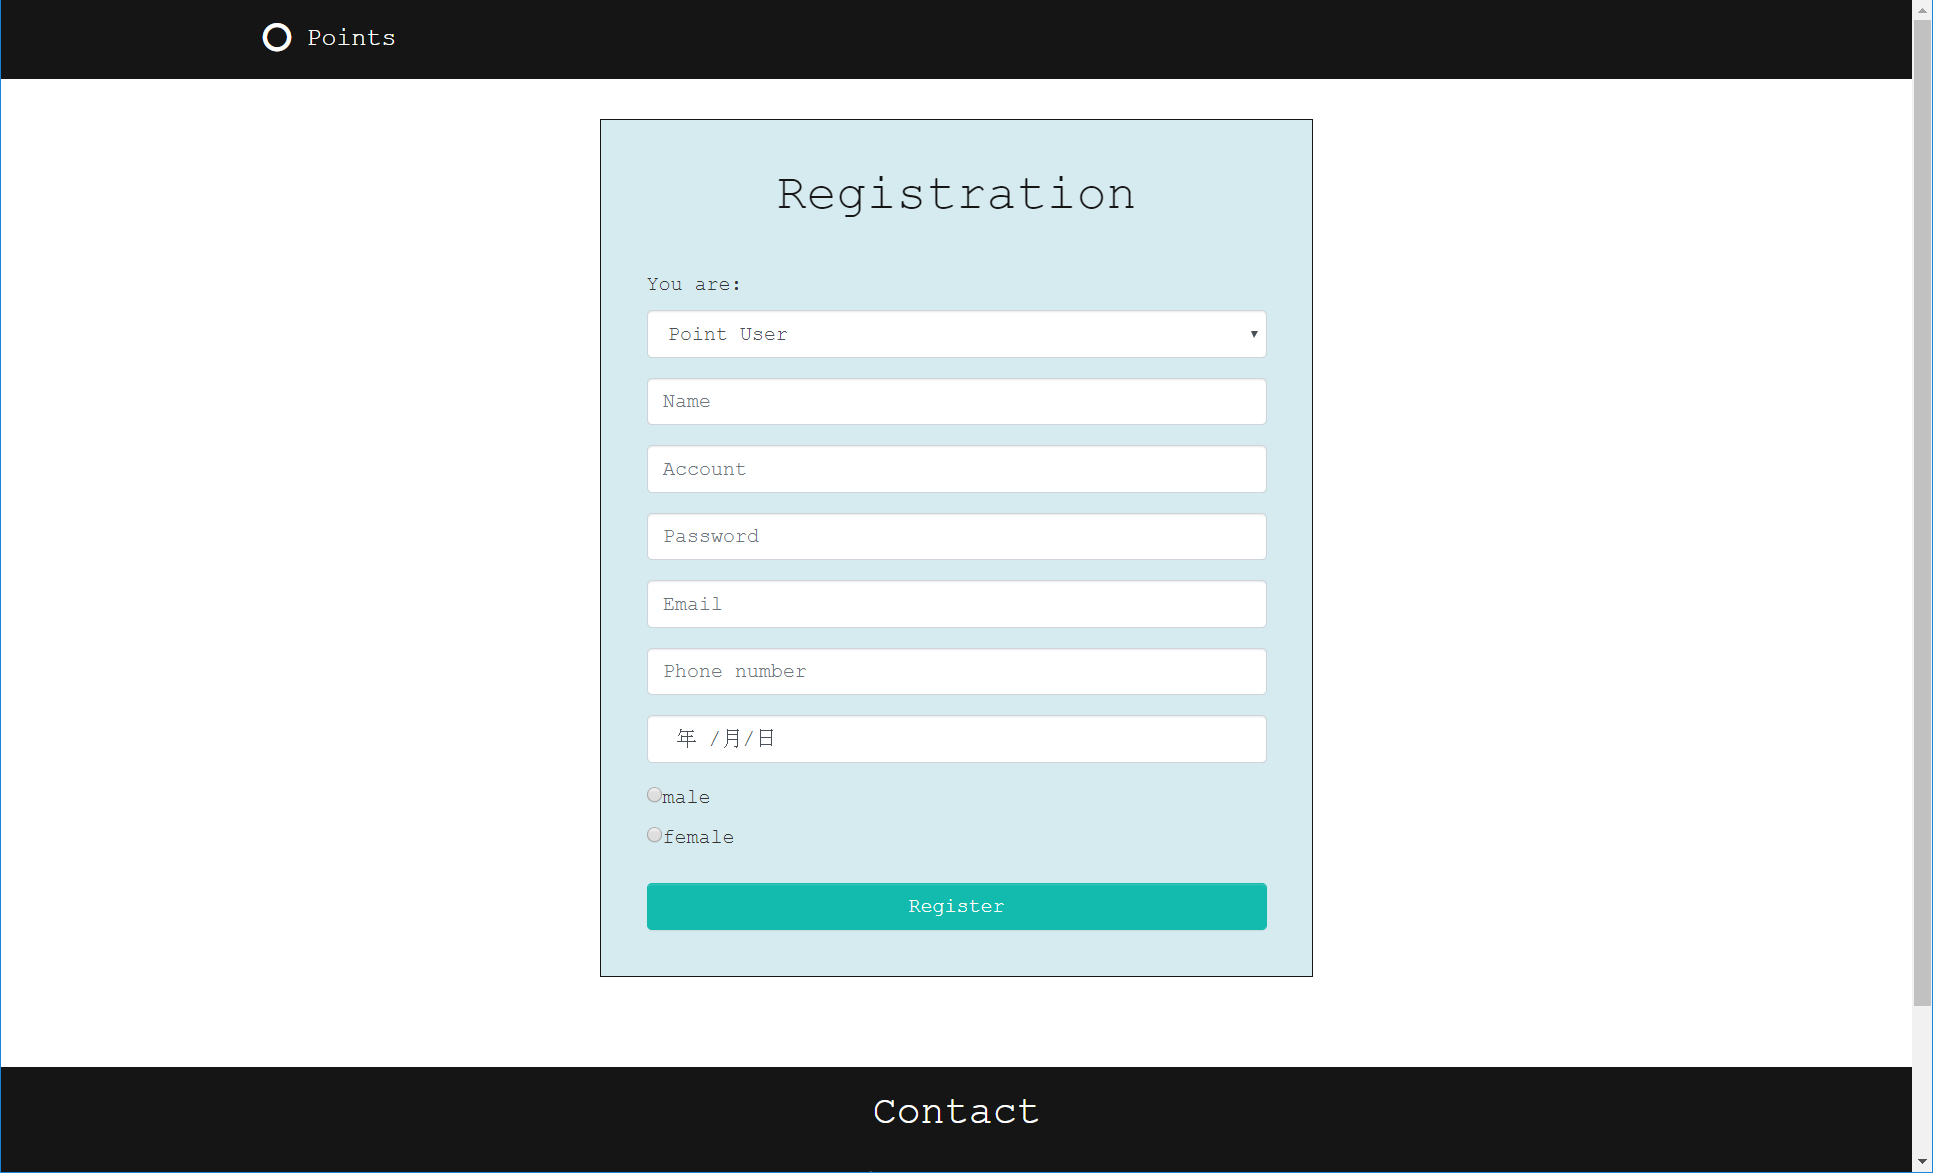 Points
Registration
You are:
Point User
Name
Account
Password
Email
Phone number
年 /月/日
male
female
Register
Contact